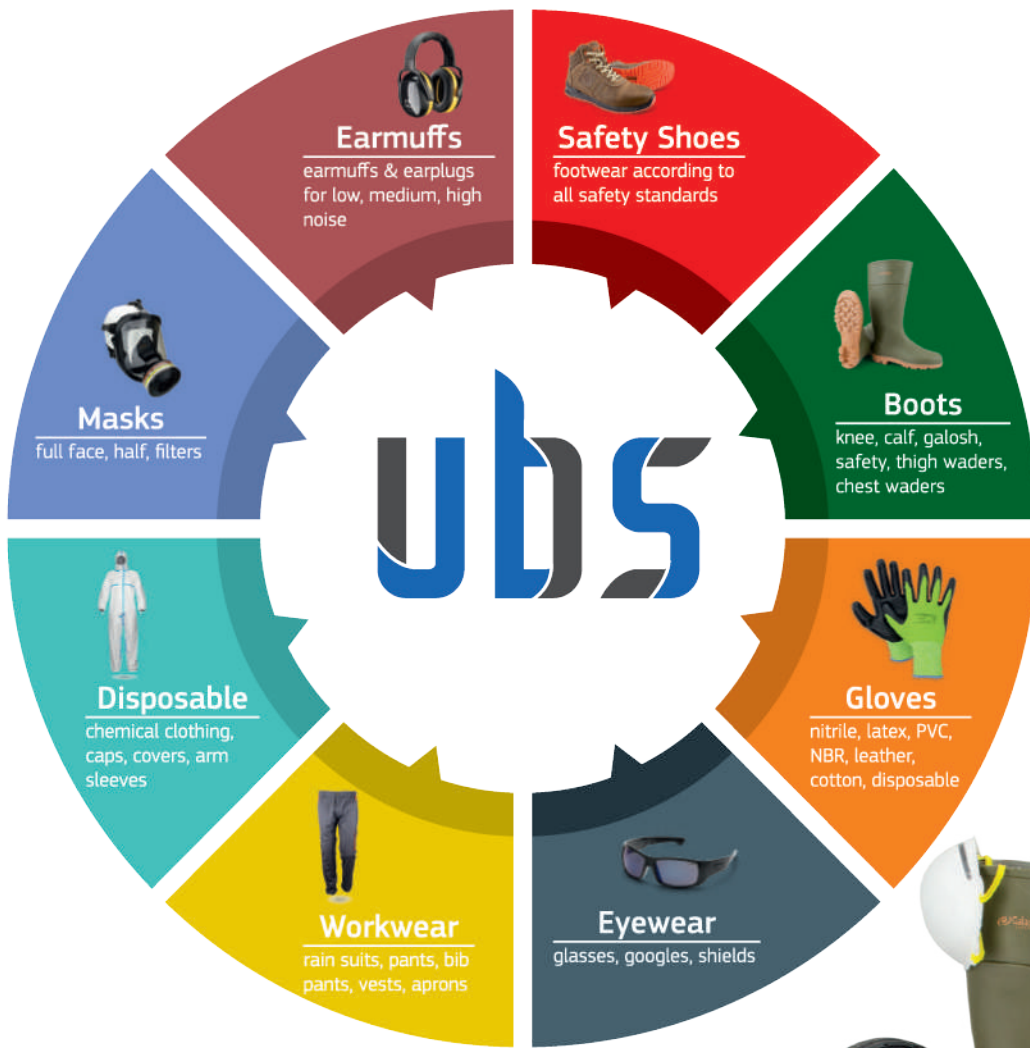 Earmuffs
earmuffs & earplugs
for low, medium, high
noise
Safety Shoes
footwear according to
all safety standards
Boots
knee, calf, galosh,
safety, thigh waders,
chest waders
Gloves
nitrile, latex, PVC,
NBR, leather,
cotton, disposable
Eyewear
glasses, googles, shields
Workwear
rain suits, pants, bib
pants, vests, aprons
Disposable
chemical clothing,
caps, covers, arm
sleeves
Masks
full face, half, filters
ubs